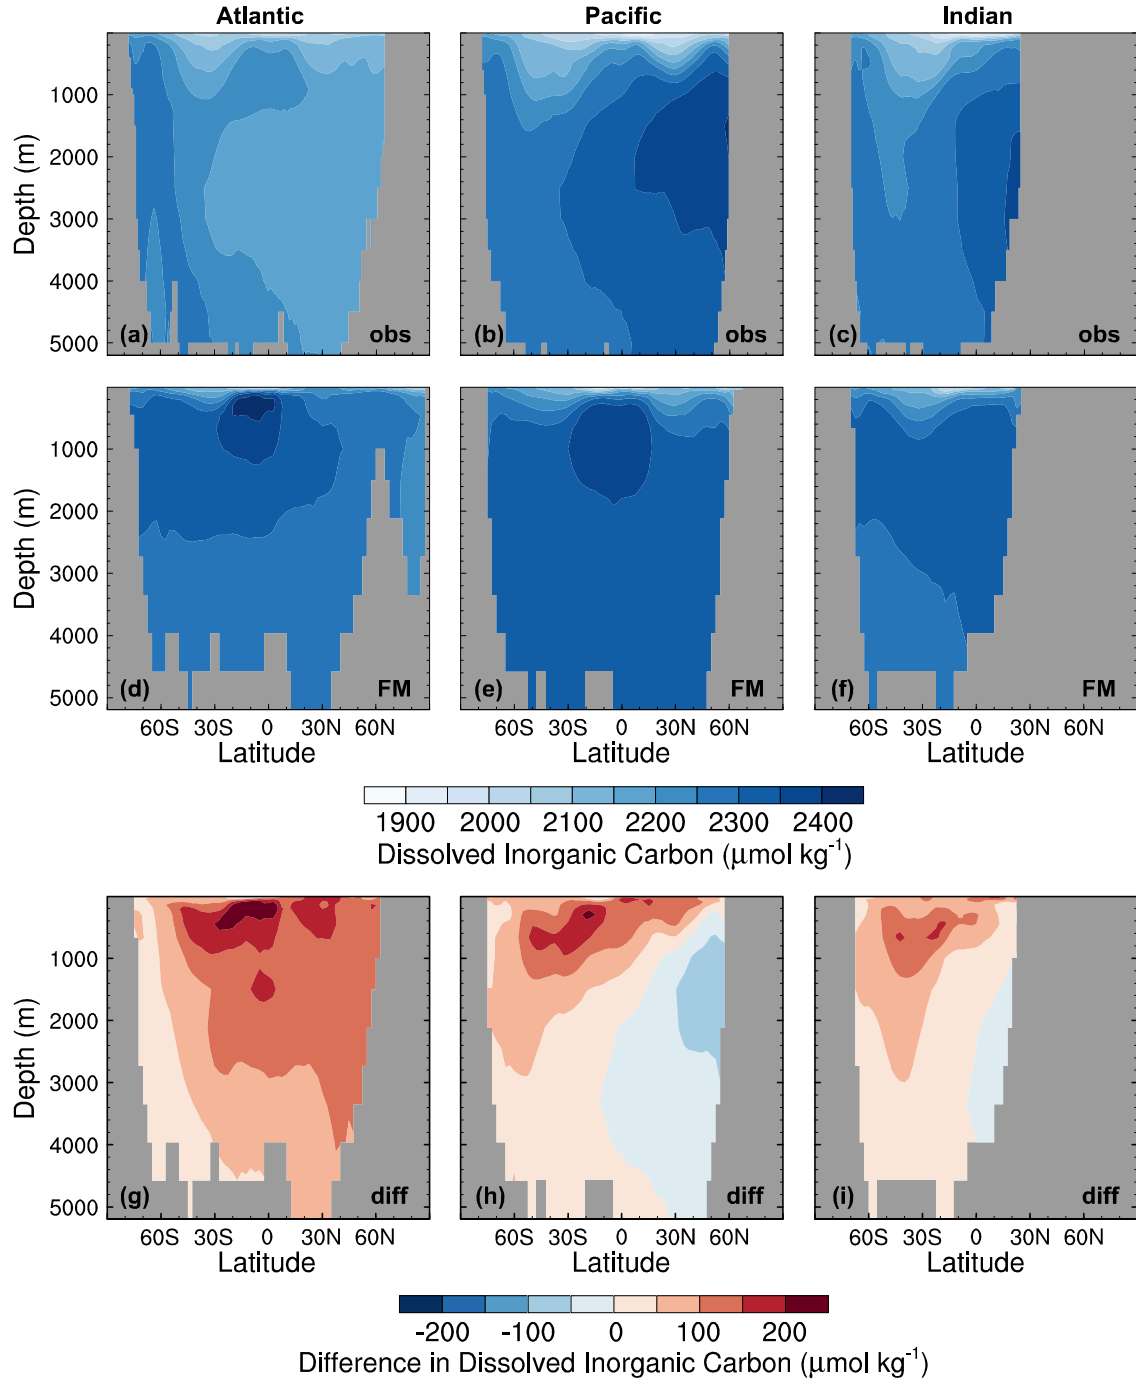 Atlantic Pacific Indian
1000
2000
3000
4000
5000
Depth (m)
(a) obs (b) obs (c) obs
1000
2000
3000
4000
5000
Depth (m)
(d) FM (e) FM (f) FM
60S 30S 0 30N 60N 60S 30S 0 30N 60N 60S 30S 0 30N 60N
Latitude Latitude Latitude
1900 2000 2100 2200 2300 2400
Dissolved Inorganic Carbon (μmol kg⁻¹)
1000
2000
3000
4000
5000
Depth (m)
(g) diff (h) diff (i) diff
60S 30S 0 30N 60N 60S 30S 0 30N 60N 60S 30S 0 30N 60N
Latitude Latitude Latitude
-200 -100 0 100 200
Difference in Dissolved Inorganic Carbon (μmol kg⁻¹)